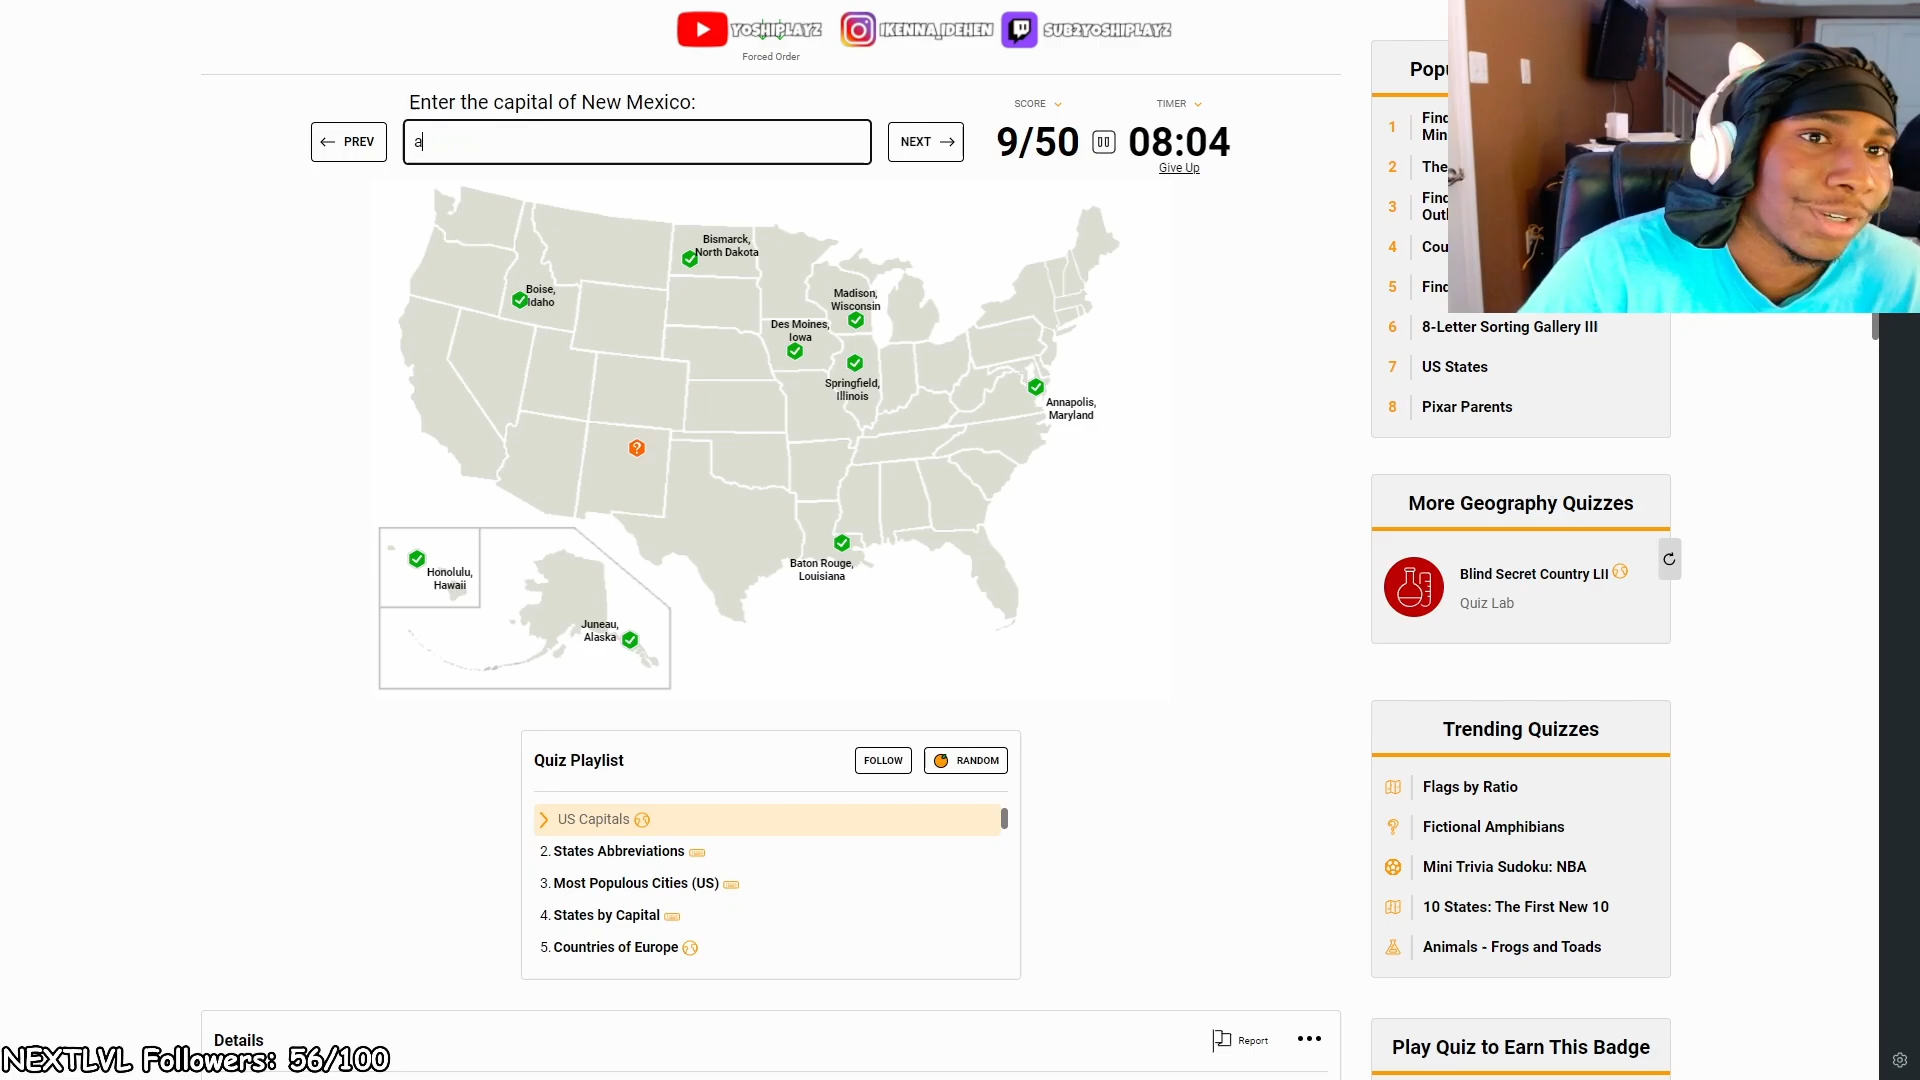 YOSHIPLAYZ
IKENNA_IDEHEN
SUB2YOSHIPLAYZ
Forced Order
Enter the capital of New Mexico:
PREV
a
NEXT
SCORE
9/50
TIMER
08:04
Give Up
Bismarck,
North Dakota
Boise,
Idaho
Madison,
Wisconsin
Des Moines,
Iowa
Springfield,
Illinois
Annapolis,
Maryland
?
Baton Rouge,
Louisiana
Honolulu,
Hawaii
Juneau,
Alaska
Quiz Playlist
FOLLOW
RANDOM
US Capitals
2. States Abbreviations
3. Most Populous Cities (US)
4. States by Capital
5. Countries of Europe
Details
Report
NEXTLVL Followers: 56/100
1
Find
Min
2 The
3
Find
Outl
4 Cou
5 Find
6 8-Letter Sorting Gallery III
7 US States
8 Pixar Parents
More Geography Quizzes
Blind Secret Country LII
Quiz Lab
Trending Quizzes
Flags by Ratio
Fictional Amphibians
Mini Trivia Sudoku: NBA
10 States: The First New 10
Animals - Frogs and Toads
Play Quiz to Earn This Badge